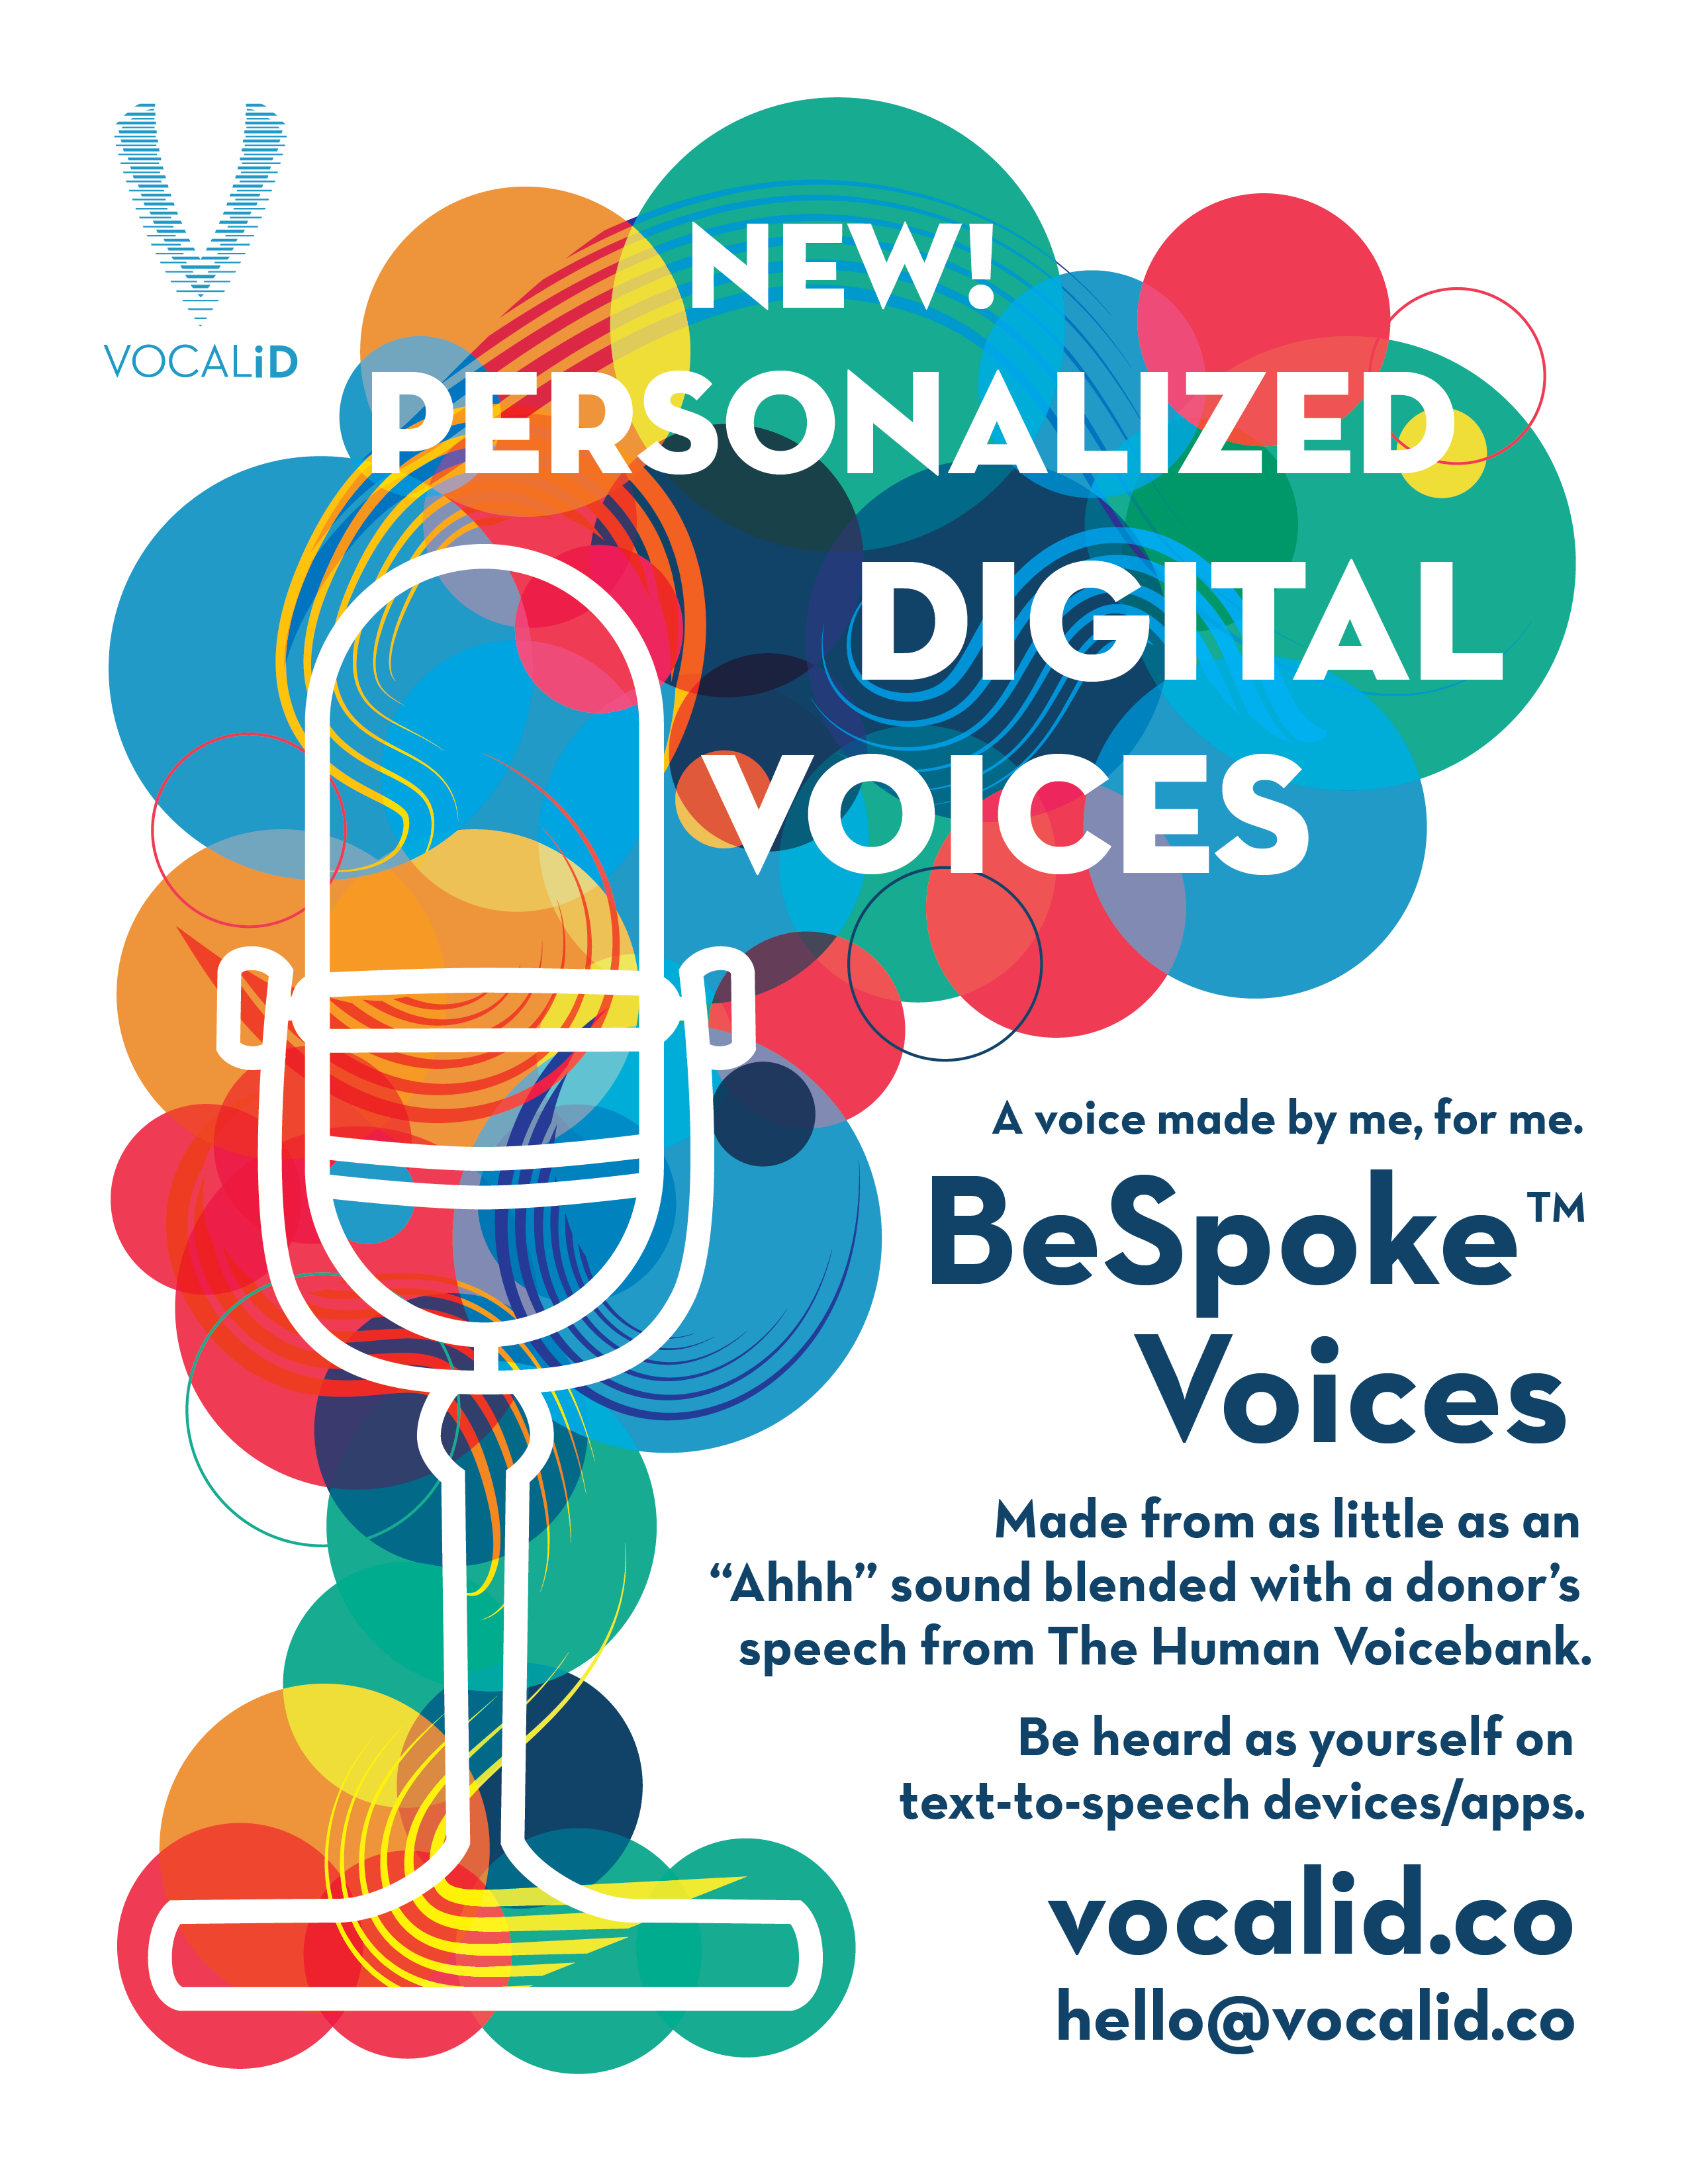 VOCALiD
NEW!
PERSONALIZED
DIGITAL
VOICES
A voice made by me, for me.
BeSpoke™
Voices
Made from as little as an
“Ahhh” sound blended with a donor’s
speech from The Human Voicebank.
Be heard as yourself on
text-to-speech devices/apps.
vocalid.co
hello@vocalid.co